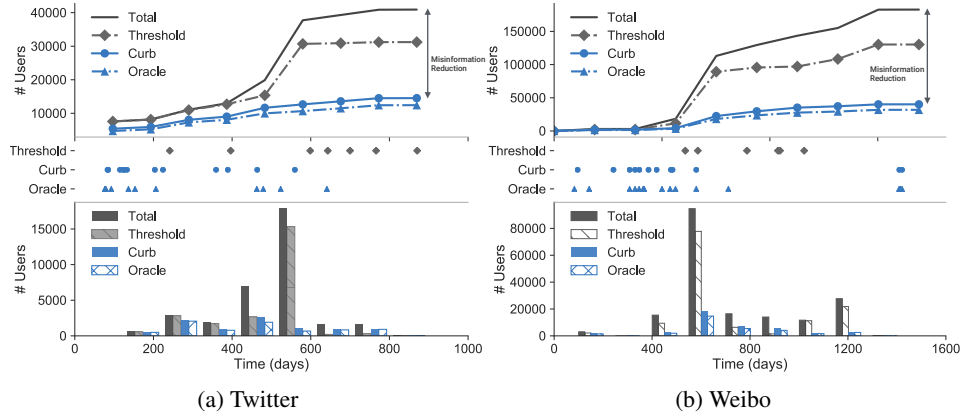 40000
30000
20000
10000
# Users
Total
Threshold
Curb
Oracle
Misinformation
Reduction
Threshold
Curb
Oracle
15000
10000
5000
0
# Users
Total
Threshold
Curb
Oracle
0 200 400 600 800 1000
Time (days)
(a) Twitter
150000
100000
50000
0
# Users
Total
Threshold
Curb
Oracle
Misinformation
Reduction
Threshold
Curb
Oracle
80000
60000
40000
20000
0
# Users
Total
Threshold
Curb
Oracle
0 400 800 1200 1600
Time (days)
(b) Weibo